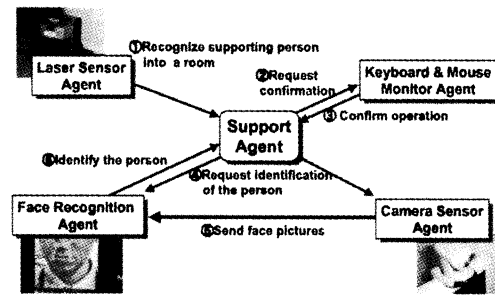 ①Recognize supporting person
into a room
Laser Sensor
Agent
②Request
confirmation
Keyboard & Mouse
Monitor Agent
③ Confirm operation
Support
Agent
⑥Identify the person
④Request identification
of the person
Face Recognition
Agent
⑤Send face pictures
Camera Sensor
Agent